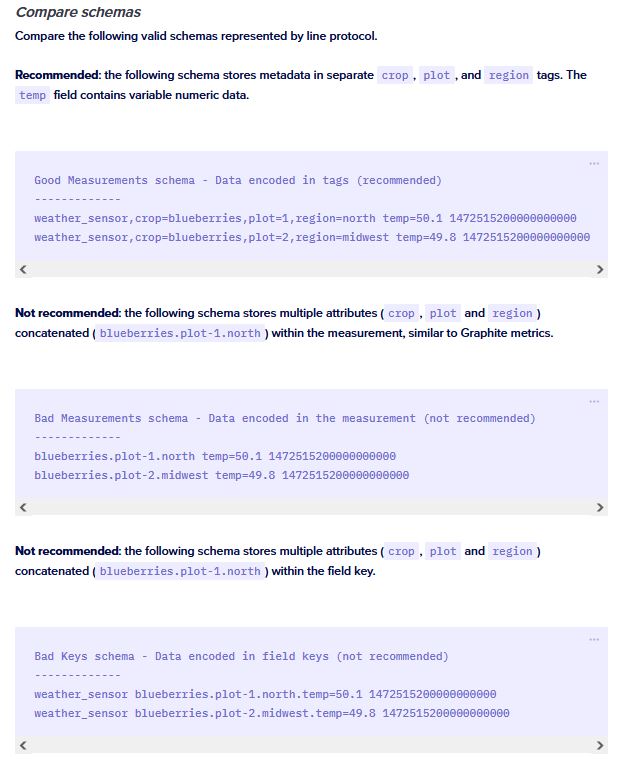 Compare schemas
Compare the following valid schemas represented by line protocol.
Recommended: the following schema stores metadata in separate crop , plot , and region tags. The
temp field contains variable numeric data.
...
Good Measurements schema - Data encoded in tags (recommended)
-------------
weather_sensor,crop=blueberries,plot=1,region=north temp=50.1 1472515200000000000
weather_sensor,crop=blueberries,plot=2,region=midwest temp=49.8 1472515200000000000
Not recommended: the following schema stores multiple attributes ( crop , plot and region )
concatenated ( blueberries.plot-1.north ) within the measurement, similar to Graphite metrics.
...
Bad Measurements schema - Data encoded in the measurement (not recommended)
-------------
blueberries.plot-1.north temp=50.1 1472515200000000000
blueberries.plot-2.midwest temp=49.8 1472515200000000000
Not recommended: the following schema stores multiple attributes ( crop , plot and region )
concatenated ( blueberries.plot-1.north ) within the field key.
...
Bad Keys schema - Data encoded in field keys (not recommended)
-------------
weather_sensor blueberries.plot-1.north.temp=50.1 1472515200000000000
weather_sensor blueberries.plot-2.midwest.temp=49.8 1472515200000000000